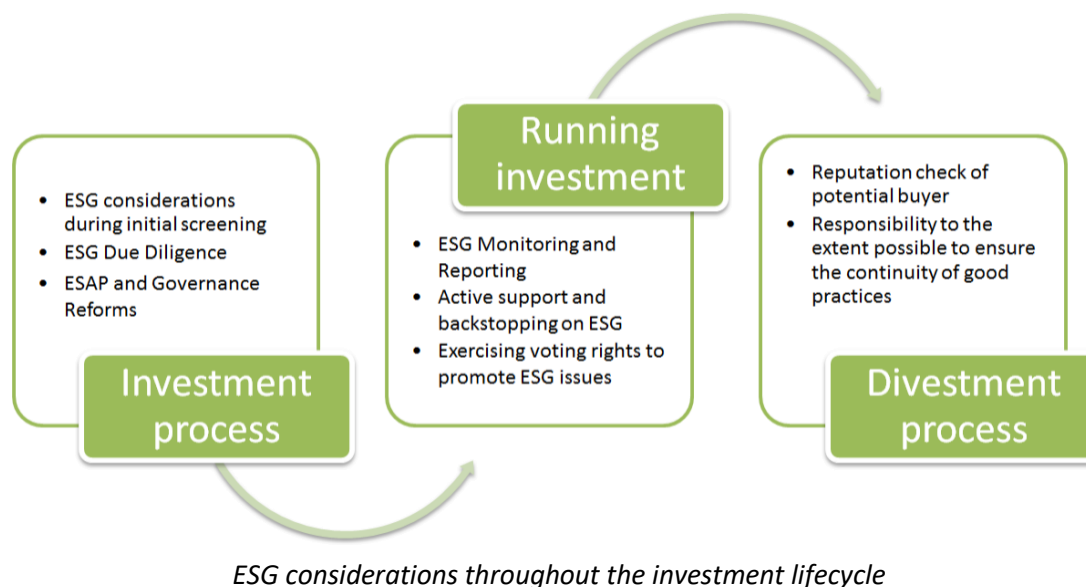 • ESG considerations
during initial screening
• ESG Due Diligence
• ESAP and Governance
Reforms
Investment
process
Running
investment
• ESG Monitoring and
Reporting
• Active support and
backstopping on ESG
• Exercising voting rights to
promote ESG issues
• Reputation check of
potential buyer
• Responsibility to the
extent possible to ensure
the continuity of good
practices
Divestment
process
ESG considerations throughout the investment lifecycle